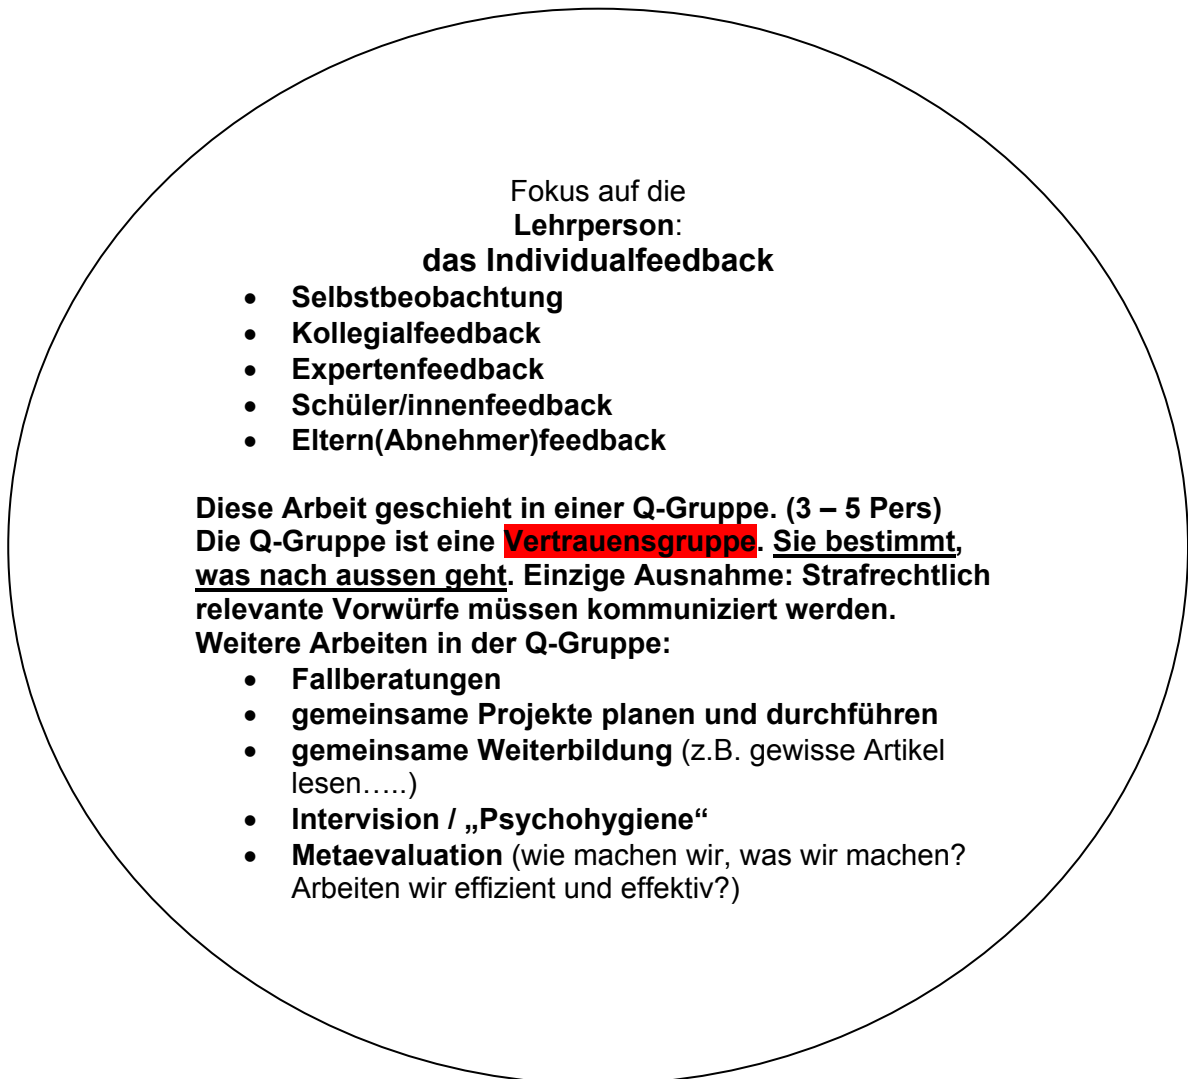 Fokus auf die
Lehrperson:
das Individualfeedback
• Selbstbeobachtung
• Kollegialfeedback
• Expertenfeedback
• Schüler/innenfeedback
• Eltern(Abnehmer)feedback
Diese Arbeit geschieht in einer Q-Gruppe. (3 – 5 Pers)
Die Q-Gruppe ist eine Vertrauensgruppe. Sie bestimmt,
was nach aussen geht. Einzige Ausnahme: Strafrechtlich
relevante Vorwürfe müssen kommuniziert werden.
Weitere Arbeiten in der Q-Gruppe:
• Fallberatungen
• gemeinsame Projekte planen und durchführen
• gemeinsame Weiterbildung (z.B. gewisse Artikel
lesen…..)
• Intervision / „Psychohygiene“
• Metaevaluation (wie machen wir, was wir machen?
Arbeiten wir effizient und effektiv?)